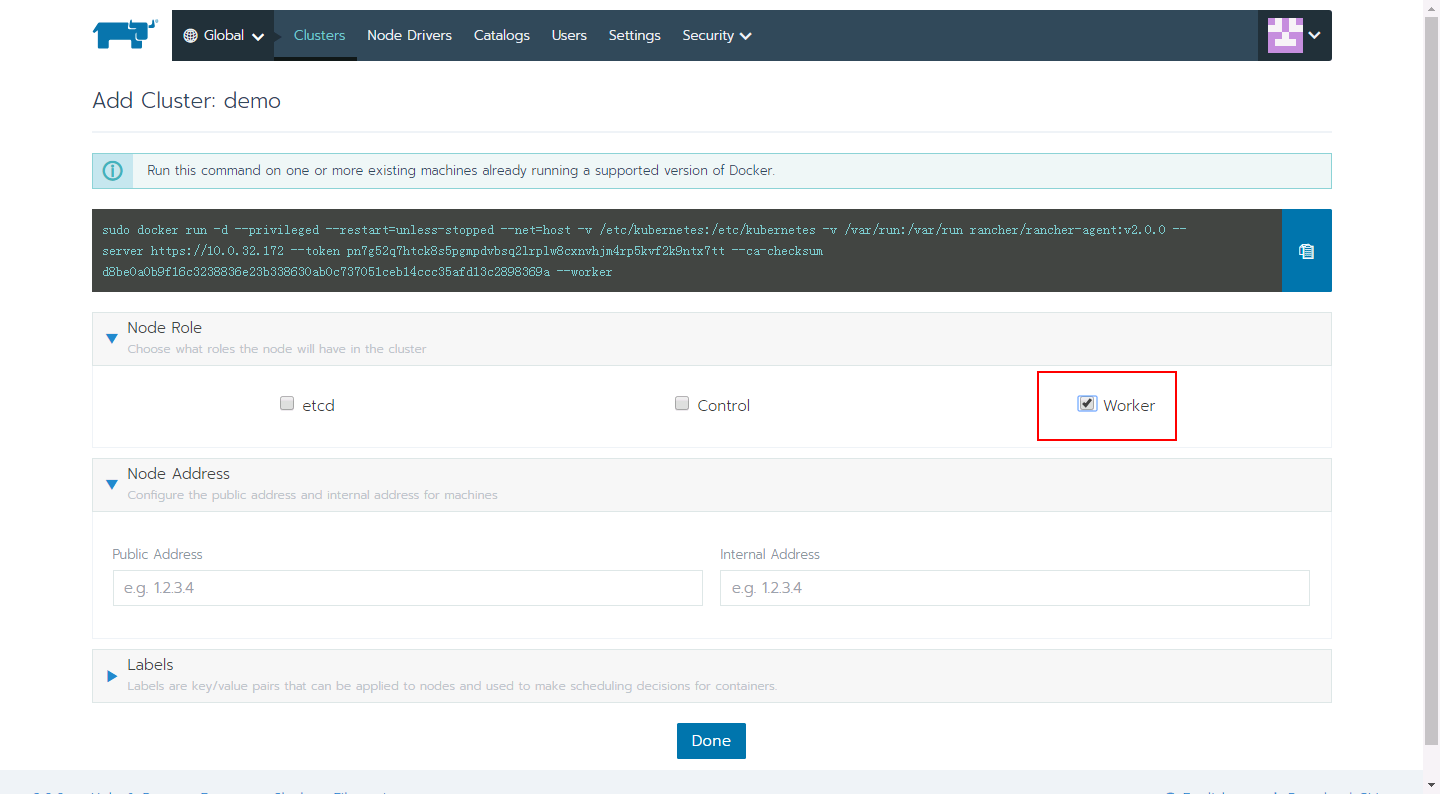 Global Clusters Node Drivers Catalogs Users Settings Security
Add Cluster: demo
Run this command on one or more existing machines already running a supported version of Docker.
sudo docker run -d --privileged --restart=unless-stopped --net=host -v /etc/kubernetes:/etc/kubernetes -v /var/run:/var/run rancher/rancher-agent:v2.0.0 --
server https://10.0.32.172 --token pn7g52q7htck8s5pgmpdvbsq2lrplw8cxnvhjm4rp5kvf2k9ntx7tt --ca-checksum
d8be0a0b9f16c3238836e23b338630ab0c737051ceb14ccc35afd13c2898369a --worker
Node Role
Choose what roles the node will have in the cluster
etcd Control Worker
Node Address
Configure the public address and internal address for machines
Public Address Internal Address
e.g. 1.2.3.4 e.g. 1.2.3.4
Labels
Labels are key/value pairs that can be applied to nodes and used to make scheduling decisions for containers.
Done